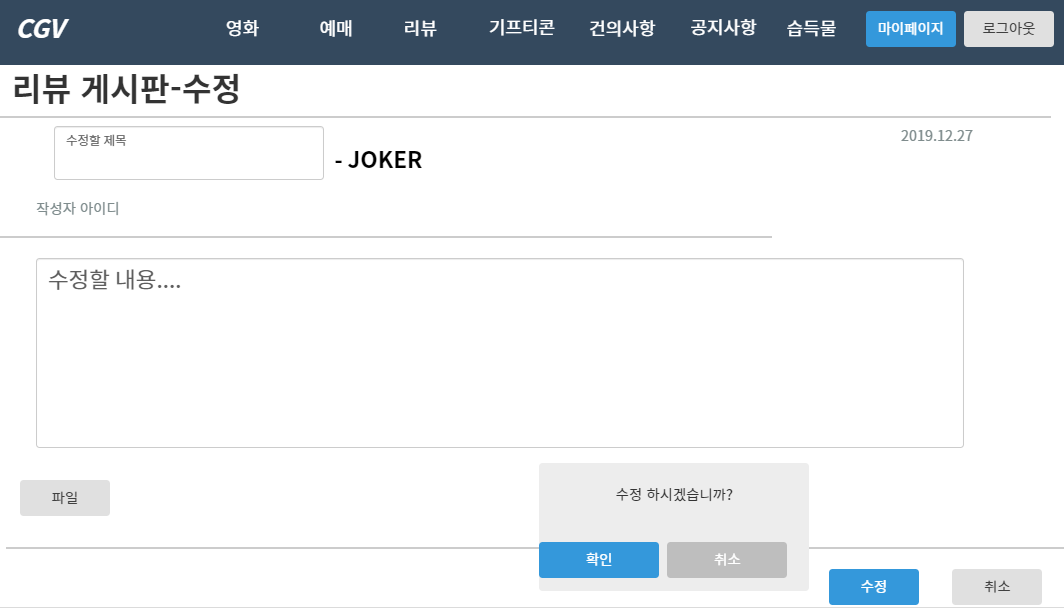 CGV 영화 예매 리뷰 기프티콘 건의사항 공지사항 습득물 마이페이지 로그아웃
리뷰 게시판-수정
수정할 제목
2019.12.27
- JOKER
작성자 아이디
수정할 내용....
파일
수정 하시겠습니까?
확인 취소
수정 취소